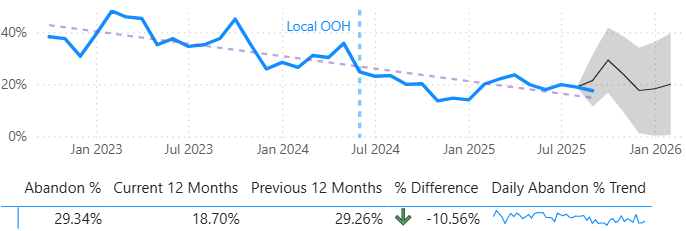 40%
Local OOH
20%
0%
Jan 2023 Jul 2023 Jan 2024 Jul 2024 Jan 2025 Jul 2025 Jan 2026
Abandon % Current 12 Months Previous 12 Months % Difference Daily Abandon % Trend
29.34% 18.70% 29.26% -10.56%